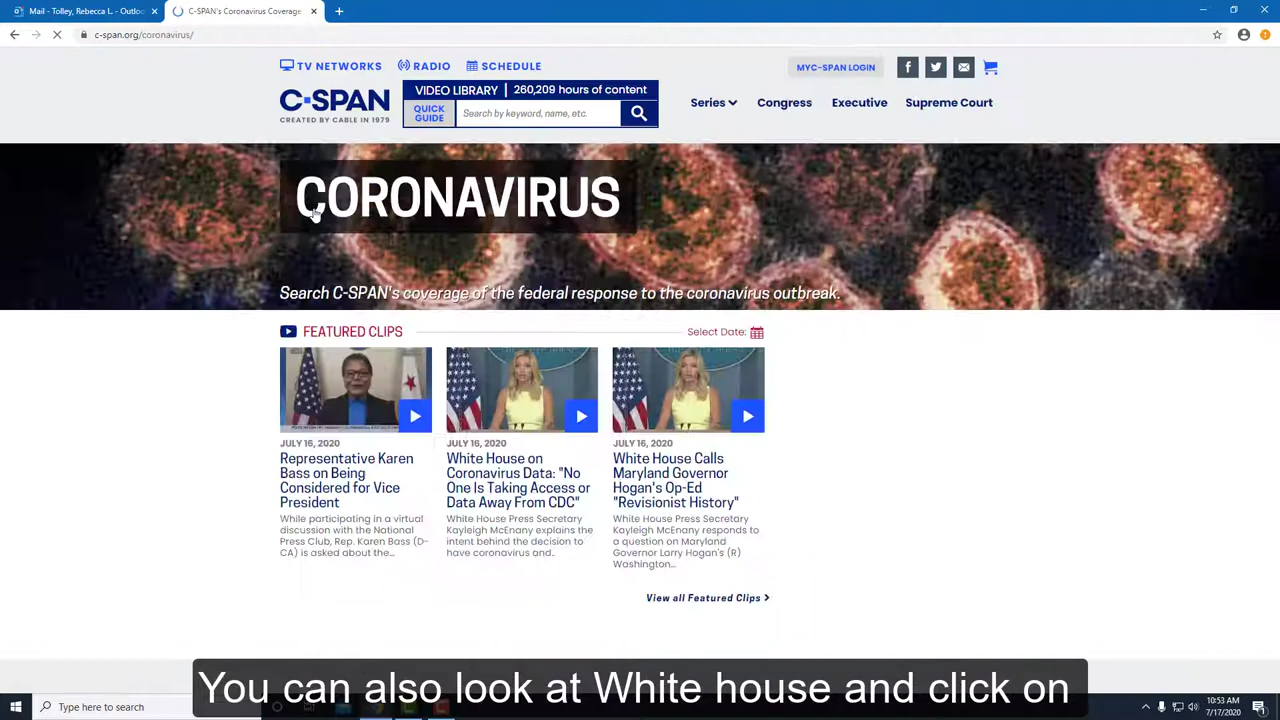 Mail - Tolley, Rebecca L. - Outloo
C-SPAN's Coronavirus Coverage
c-span.org/coronavirus/
TV NETWORKS
RADIO
SCHEDULE
MYC-SPAN LOGIN
C-SPAN
CREATED BY CABLE IN 1979
VIDEO LIBRARY | 260,209 hours of content
QUICK GUIDE
Search by keyword, name, etc.
Series
Congress
Executive
Supreme Court
CORONAVIRUS
Search C-SPAN's coverage of the federal response to the coronavirus outbreak.
FEATURED CLIPS
Select Date:
JULY 16, 2020
Representative Karen
Bass on Being
Considered for Vice
President
While participating in a virtual
discussion with the National
Press Club, Rep. Karen Bass (D-
CA) is asked about the...
JULY 16, 2020
White House on
Coronavirus Data: "No
One Is Taking Access or
Data Away From CDC"
White House Press Secretary
Kayleigh McEnany explains the
intent behind the decision to
have coronavirus and..
JULY 16, 2020
White House Calls
Maryland Governor
Hogan's Op-Ed
"Revisionist History"
White House Press Secretary
Kayleigh McEnany responds to
a question on Maryland
Governor Larry Hogan's (R)
Washington...
View all Featured Clips
You can also look at White house and click on
Type here to search
10:53 AM
7/17/2020